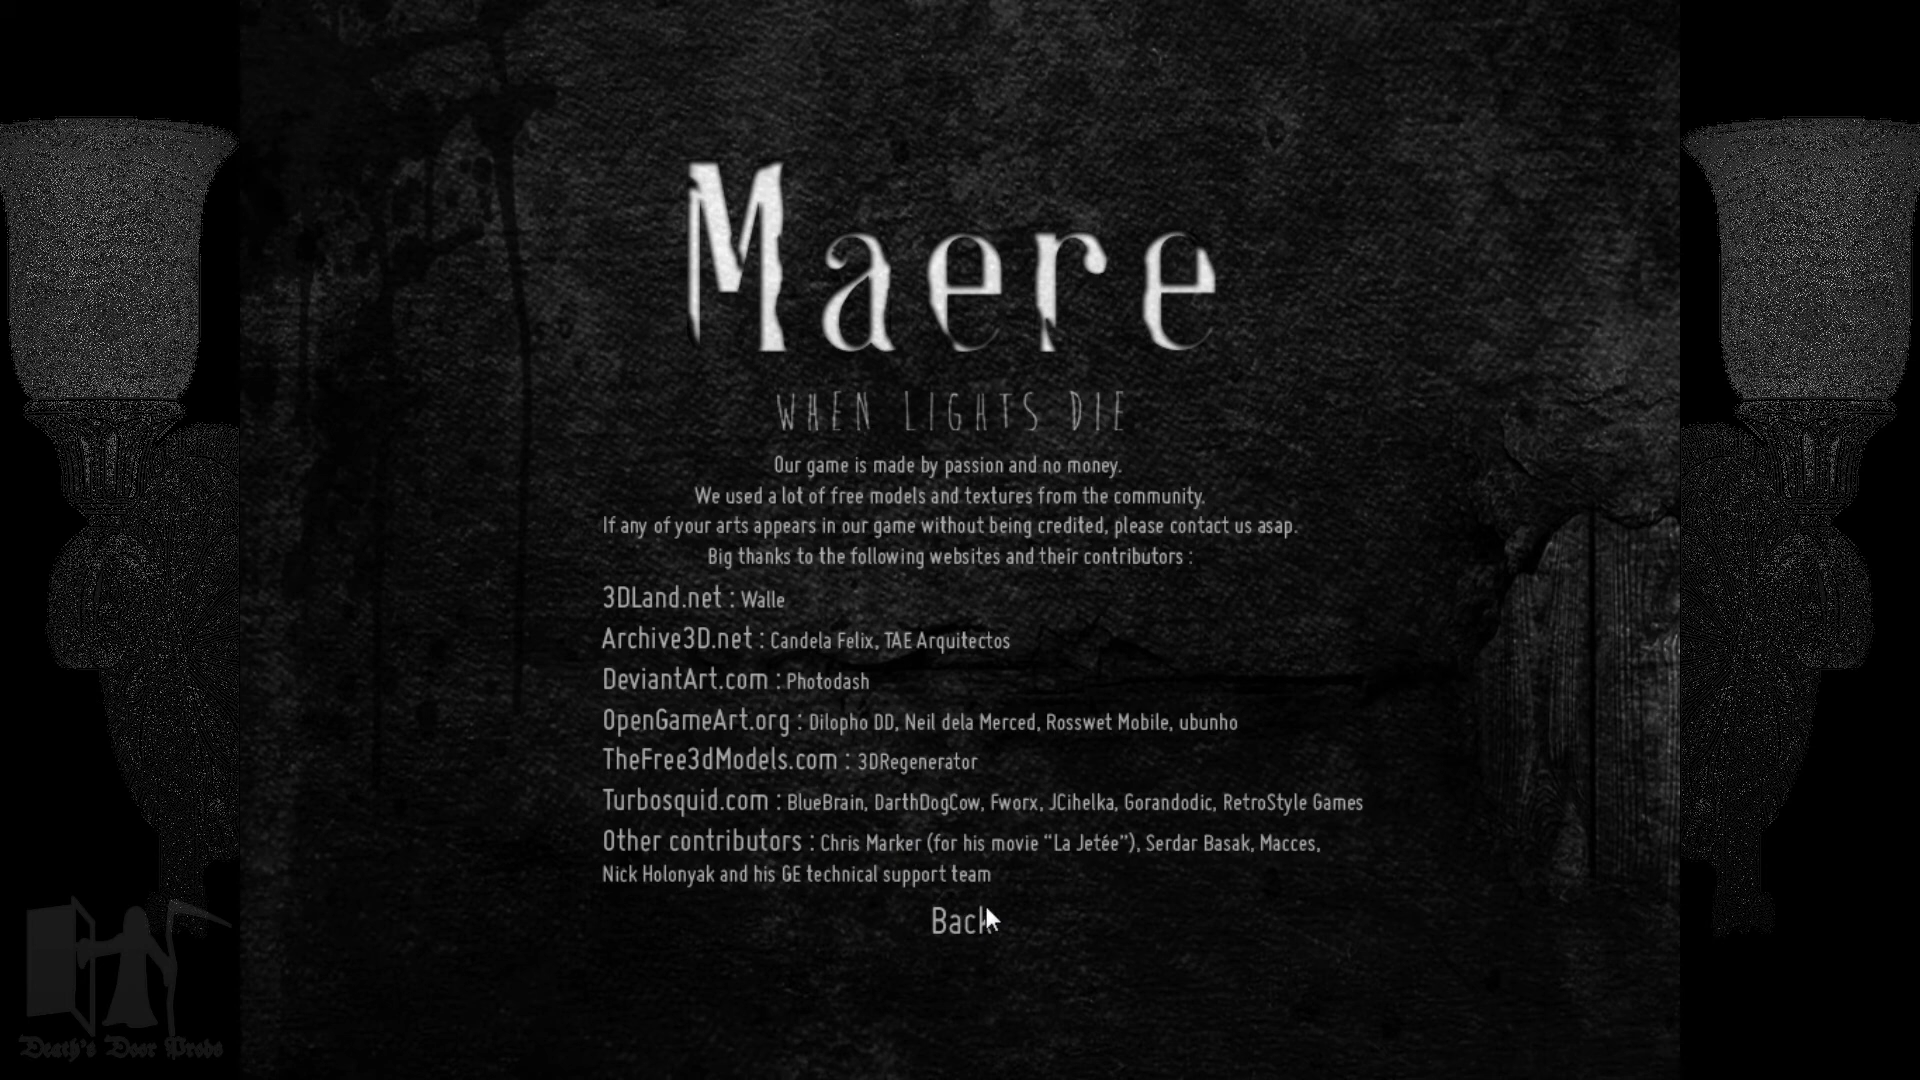 Maere
WHEN LIGHTS DIE
Our game is made by passion and no money.
We used a lot of free models and textures from the community.
If any of your arts appears in our game without being credited, please contact us asap.
Big thanks to the following websites and their contributors :
3DLand.net : Walle
Archive3D.net : Candela Felix, TAE Arquitectos
DeviantArt.com : Photodash
OpenGameArt.org : Dilopho DD, Neil dela Merced, Rosswet Mobile, ubunho
TheFree3dModels.com : 3DRegenerator
Turbosquid.com : BlueBrain, DarthDogCow, Fworx, JCihelka, Gorandodic, RetroStyle Games
Other contributors : Chris Marker (for his movie “La Jetée”), Serdar Basak, Macces,
Nick Holonyak and his GE technical support team
Back
Death's Door Prods